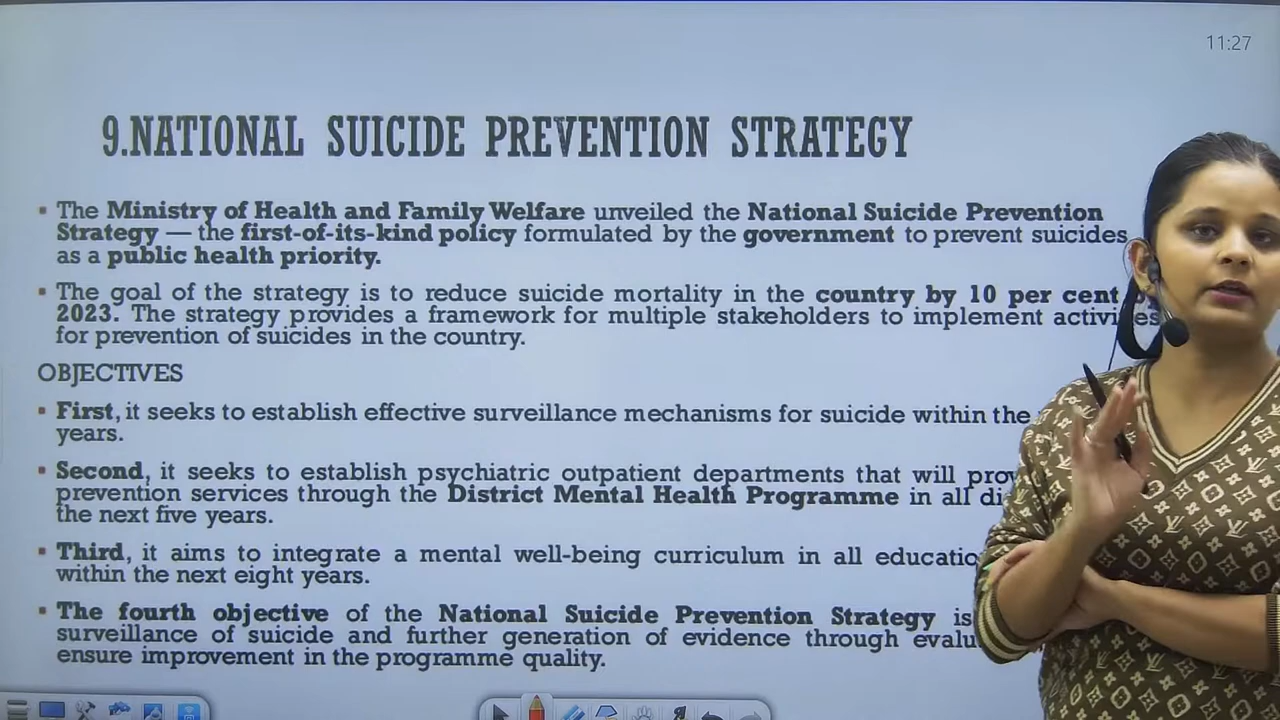 11:27
9.NATIONAL SUICIDE PREVENTION STRATEGY
▪ The Ministry of Health and Family Welfare unveiled the National Suicide Prevention
Strategy — the first-of-its-kind policy formulated by the government to prevent suicides
as a public health priority.
▪ The goal of the strategy is to reduce suicide mortality in the country by 10 per cent
2023. The strategy provides a framework for multiple stakeholders to implement
for prevention of suicides in the country.
OBJECTIVES
▪ First, it seeks to establish effective surveillance mechanisms for suicide within the
years.
▪ Second, it seeks to establish psychiatric outpatient departments that will
prevention services through the District Mental Health Programme in all
the next five years.
▪ Third, it aims to integrate a mental well-being curriculum in all
within the next eight years.
▪ The fourth objective of the National Suicide Prevention Strategy is
surveillance of suicide and further generation of evidence through
ensure improvement in the programme quality.